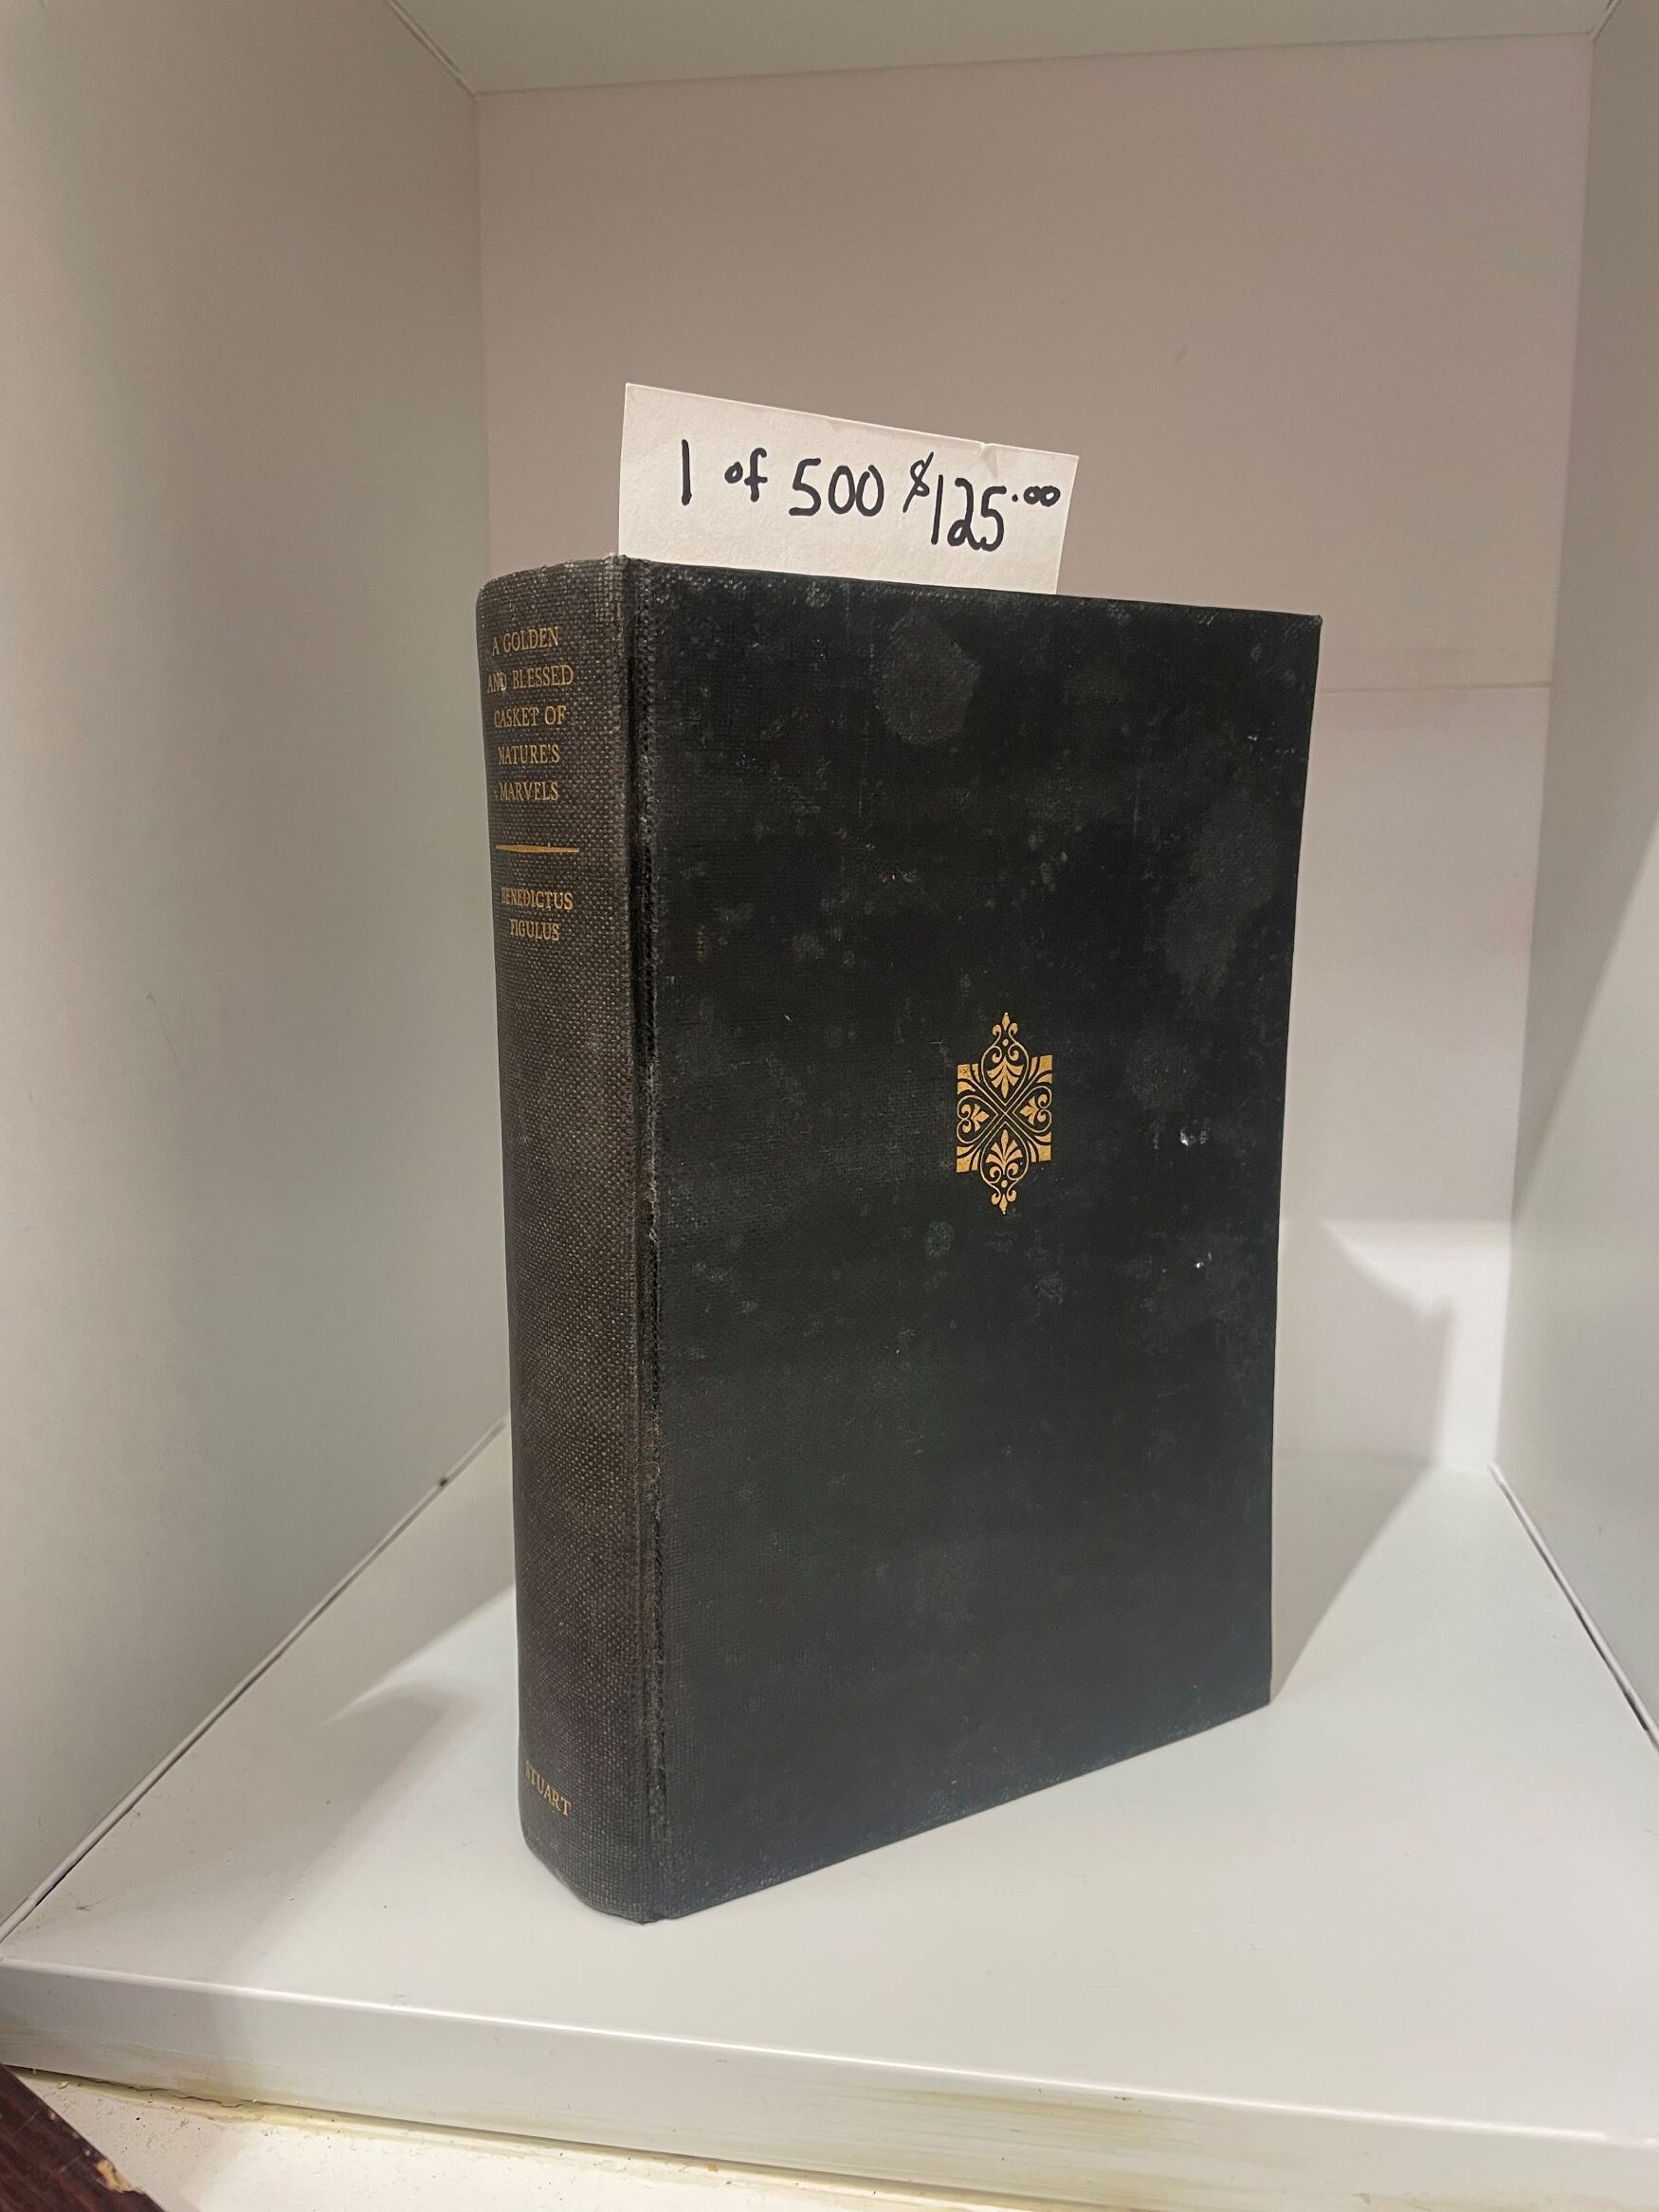 1 of 500 $125.00
A GOLDEN
AND BLESSED
CASKET OF
NATURE'S
MARVELS
BENEDICTUS
FIGULUS
STUART